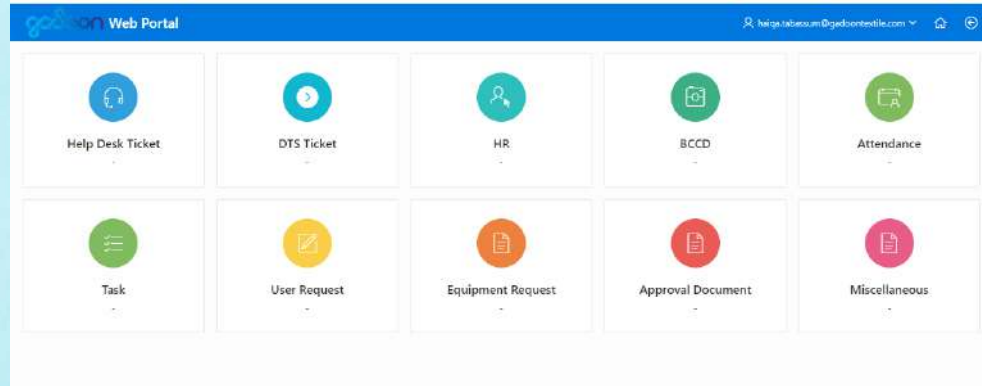 gadoon Web Portal
haiqa.tabassum@gadoontextile.com
Help Desk Ticket
-
DTS Ticket
-
HR
-
BCCD
-
Attendance
-
Task
-
User Request
-
Equipment Request
-
Approval Document
-
Miscellaneous
-